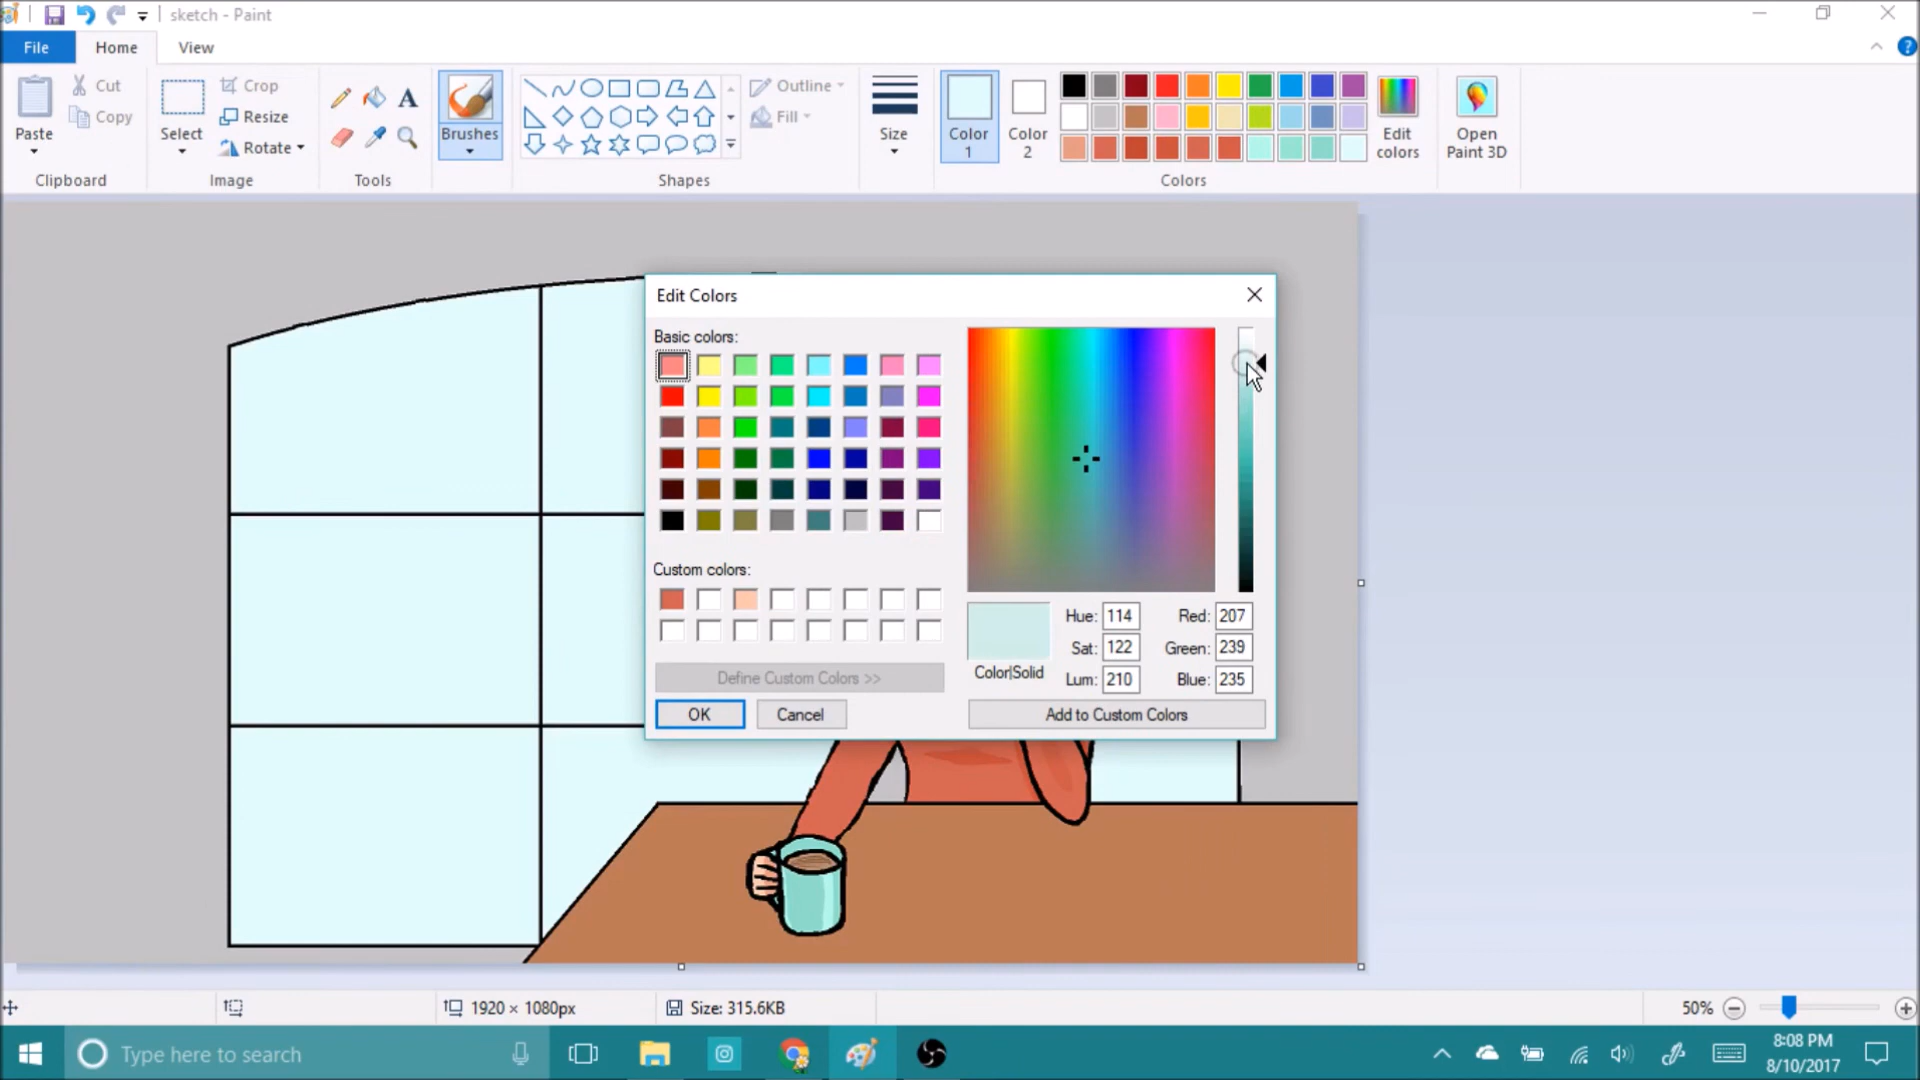 sketch - Paint
File Home View
Paste
Cut
Copy
Clipboard
Select
Crop
Resize
Rotate
Image
A
Tools
Brushes
Shapes
Outline
Fill
Size
Color 1
Color 2
Edit colors
Colors
Open Paint 3D
Edit Colors
Basic colors:
Custom colors:
Define Custom Colors >>
OK Cancel
Color|Solid
Hue: 114 Red: 207
Sat: 122 Green: 239
Lum: 210 Blue: 235
Add to Custom Colors
1920 × 1080px Size: 315.6KB 50%
Type here to search
8:08 PM
8/10/2017